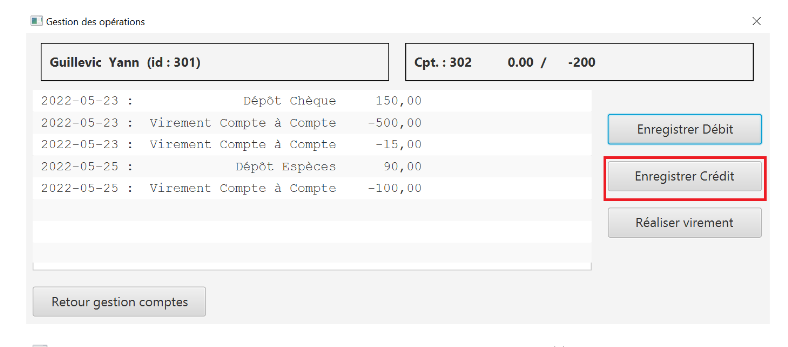 Gestion des opérations
Guillevic Yann (id : 301)
Cpt. : 302 0.00 / -200
2022-05-23 : Dépôt Chèque 150,00
2022-05-23 : Virement Compte à Compte -500,00
2022-05-23 : Virement Compte à Compte -15,00
2022-05-25 : Dépôt Espèces 90,00
2022-05-25 : Virement Compte à Compte -100,00
Enregistrer Débit
Enregistrer Crédit
Réaliser virement
Retour gestion comptes